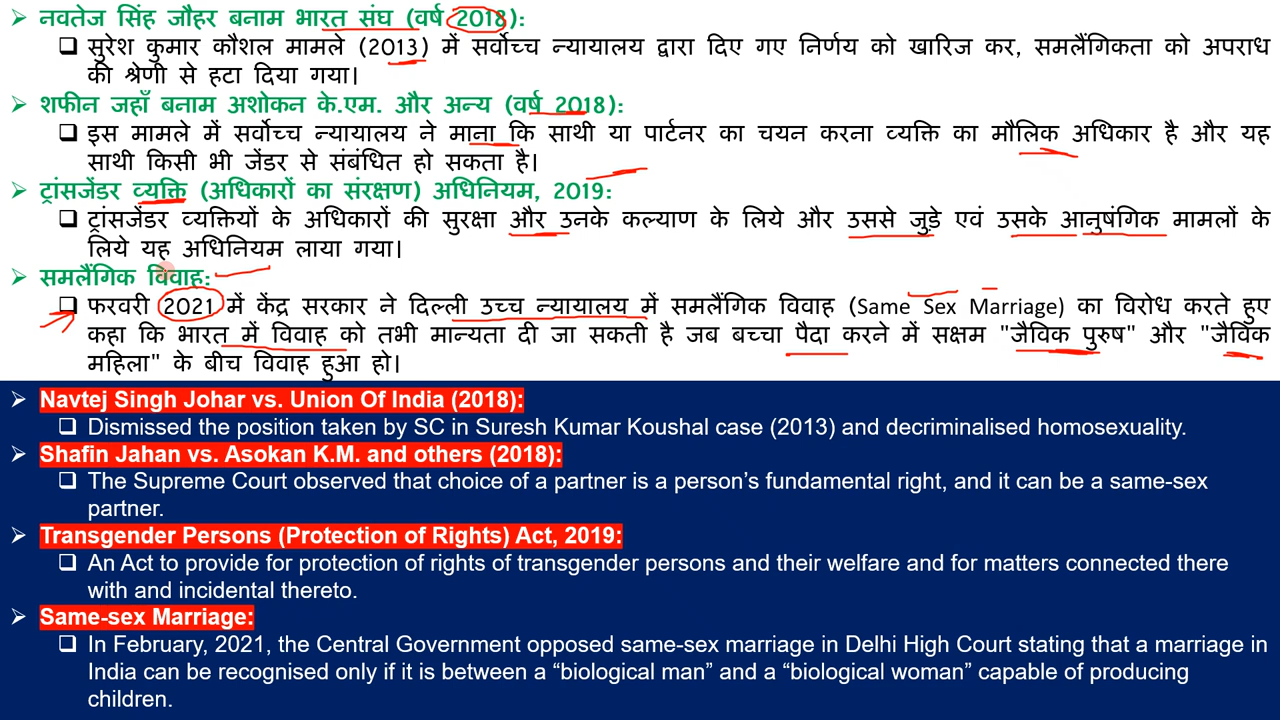 ➢ नवतेज सिंह जौहर बनाम भारत संघ (वर्ष 2018):
❑ सुरेश कुमार कौशल मामले (2013) में सर्वोच्च न्यायालय द्वारा दिए गए निर्णय को खारिज कर, समलैंगिकता को अपराध
की श्रेणी से हटा दिया गया।
➢ शफीन जहाँ बनाम अशोकन के.एम. और अन्य (वर्ष 2018):
❑ इस मामले में सर्वोच्च न्यायालय ने माना कि साथी या पार्टनर का चयन करना व्यक्ति का मौलिक अधिकार है और यह
साथी किसी भी जेंडर से संबंधित हो सकता है।
➢ ट्रांसजेंडर व्यक्ति (अधिकारों का संरक्षण) अधिनियम, 2019:
❑ ट्रांसजेंडर व्यक्तियों के अधिकारों की सुरक्षा और उनके कल्याण के लिये और उससे जुड़े एवं उसके आनुषंगिक मामलों के
लिये यह अधिनियम लाया गया।
➢ समलैंगिक विवाह:
❑ फरवरी 2021 में केंद्र सरकार ने दिल्ली उच्च न्यायालय में समलैंगिक विवाह (Same Sex Marriage) का विरोध करते हुए
कहा कि भारत में विवाह को तभी मान्यता दी जा सकती है जब बच्चा पैदा करने में सक्षम "जैविक पुरुष" और "जैविक
महिला" के बीच विवाह हुआ हो।
➢ Navtej Singh Johar vs. Union Of India (2018):
❑ Dismissed the position taken by SC in Suresh Kumar Koushal case (2013) and decriminalised homosexuality.
➢ Shafin Jahan vs. Asokan K.M. and others (2018):
❑ The Supreme Court observed that choice of a partner is a person’s fundamental right, and it can be a same-sex
partner.
➢ Transgender Persons (Protection of Rights) Act, 2019:
❑ An Act to provide for protection of rights of transgender persons and their welfare and for matters connected there
with and incidental thereto.
➢ Same-sex Marriage:
❑ In February, 2021, the Central Government opposed same-sex marriage in Delhi High Court stating that a marriage in
India can be recognised only if it is between a “biological man” and a “biological woman” capable of producing
children.